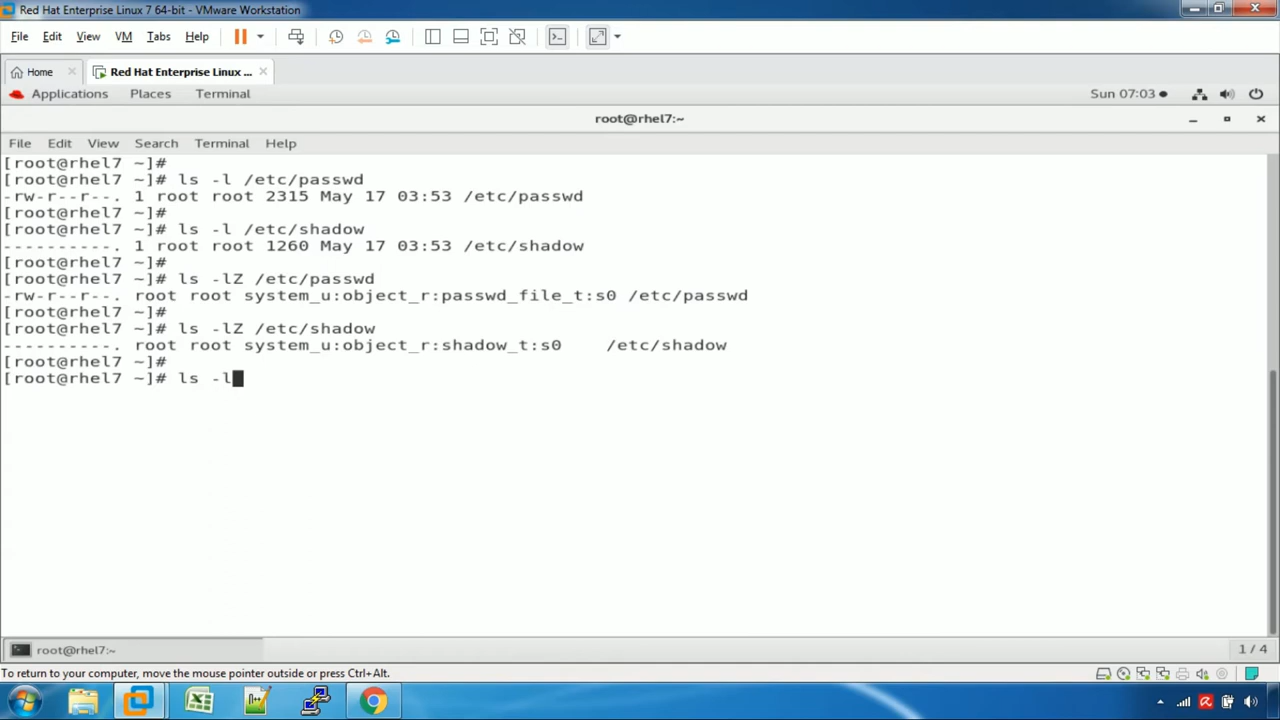 Red Hat Enterprise Linux 7 64-bit - VMware Workstation
File Edit View VM Tabs Help
Home Red Hat Enterprise Linux ...
Applications Places Terminal Sun 07:03
root@rhel7:~
File Edit View Search Terminal Help
[root@rhel7 ~]#
[root@rhel7 ~]# ls -l /etc/passwd
-rw-r--r--. 1 root root 2315 May 17 03:53 /etc/passwd
[root@rhel7 ~]#
[root@rhel7 ~]# ls -l /etc/shadow
----------. 1 root root 1260 May 17 03:53 /etc/shadow
[root@rhel7 ~]#
[root@rhel7 ~]# ls -lZ /etc/passwd
-rw-r--r--. root root system_u:object_r:passwd_file_t:s0 /etc/passwd
[root@rhel7 ~]#
[root@rhel7 ~]# ls -lZ /etc/shadow
----------. root root system_u:object_r:shadow_t:s0 /etc/shadow
[root@rhel7 ~]#
[root@rhel7 ~]# ls -l
root@rhel7:~ 1 / 4
To return to your computer, move the mouse pointer outside or press Ctrl+Alt.